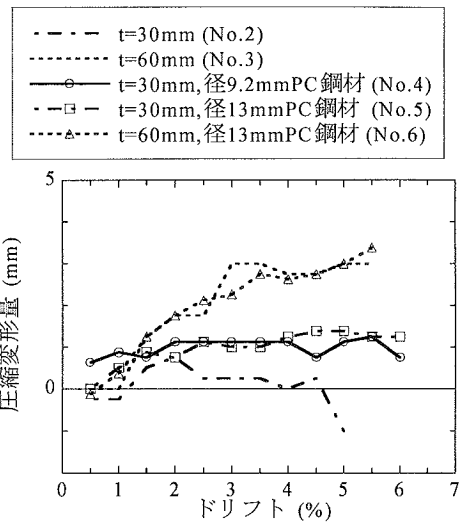 t=30mm (No.2)
t=60mm (No.3)
t=30mm,径9.2mmPC鋼材 (No.4)
t=30mm,径13mmPC鋼材 (No.5)
t=60mm,径13mmPC鋼材 (No.6)
5
0
圧縮変形量 (mm)
0 1 2 3 4 5 6 7
ドリフト (%)